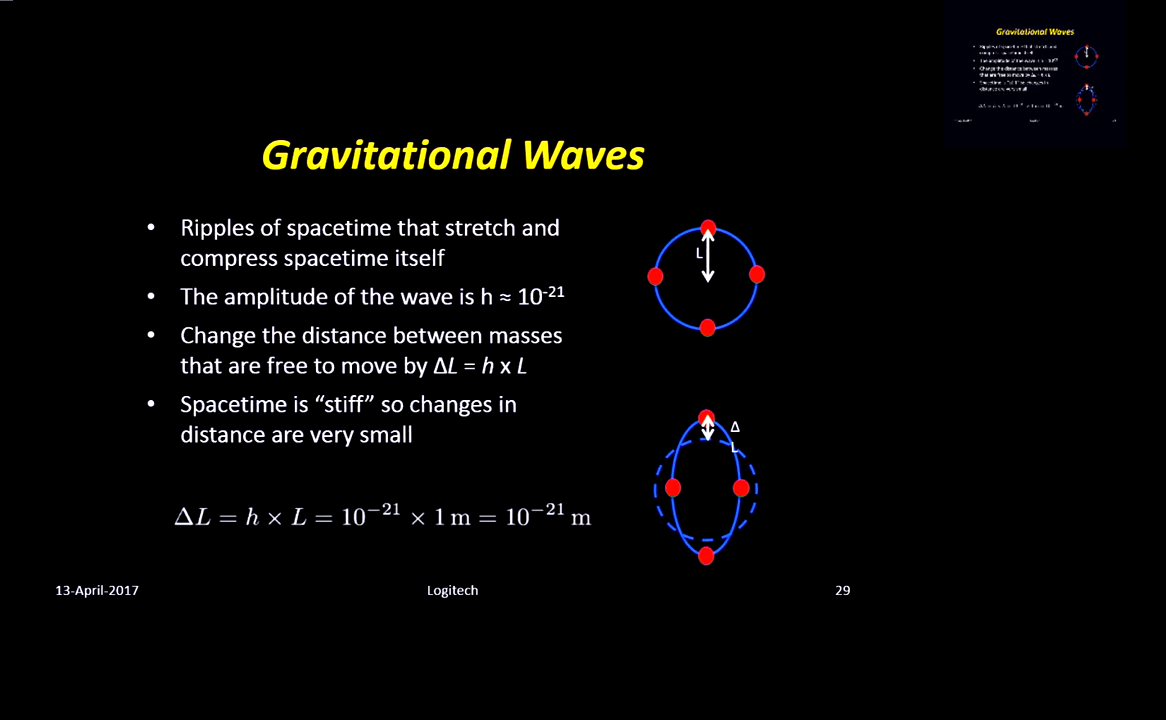 Gravitational Waves
• Ripples of spacetime that stretch and
compress spacetime itself
• The amplitude of the wave is h ≈ 10⁻²¹
• Change the distance between masses
that are free to move by ΔL = h x L
• Spacetime is “stiff” so changes in
distance are very small
ΔL = h × L = 10⁻²¹ × 1 m = 10⁻²¹ m
L
Δ
L
13-April-2017
Logitech
29
Gravitational Waves